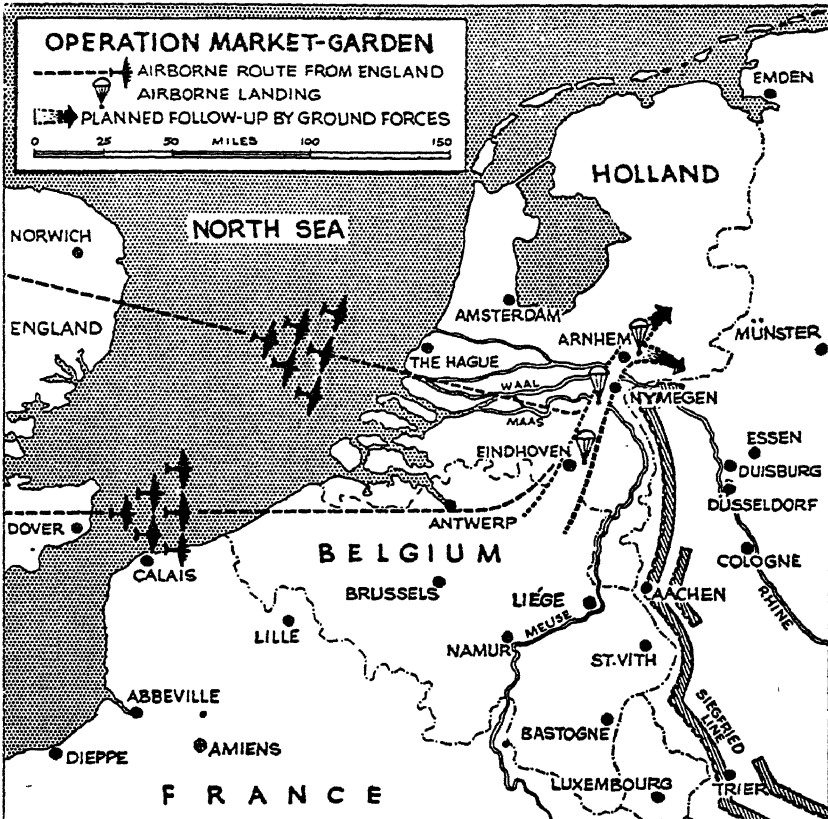 OPERATION MARKET-GARDEN
AIRBORNE ROUTE FROM ENGLAND
AIRBORNE LANDING
PLANNED FOLLOW-UP BY GROUND FORCES
0 25 50 MILES 100 150
EMDEN
HOLLAND
NORWICH
NORTH SEA
AMSTERDAM
ENGLAND
ARNHEM
MÜNSTER
THE HAGUE
WAAL
NYMEGEN
MAAS
EINDHOVEN
ESSEN
DUISBURG
DÜSSELDORF
DOVER
ANTWERP
BELGIUM
COLOGNE
CALAIS
BRUSSELS
LIÉGE
AACHEN
RHINE
MEUSE
LILLE
NAMUR
ST.VITH
ABBEVILLE
SIEGFRIED
LINE
BASTOGNE
DIEPPE
AMIENS
LUXEMBOURG
TRIER
FRANCE